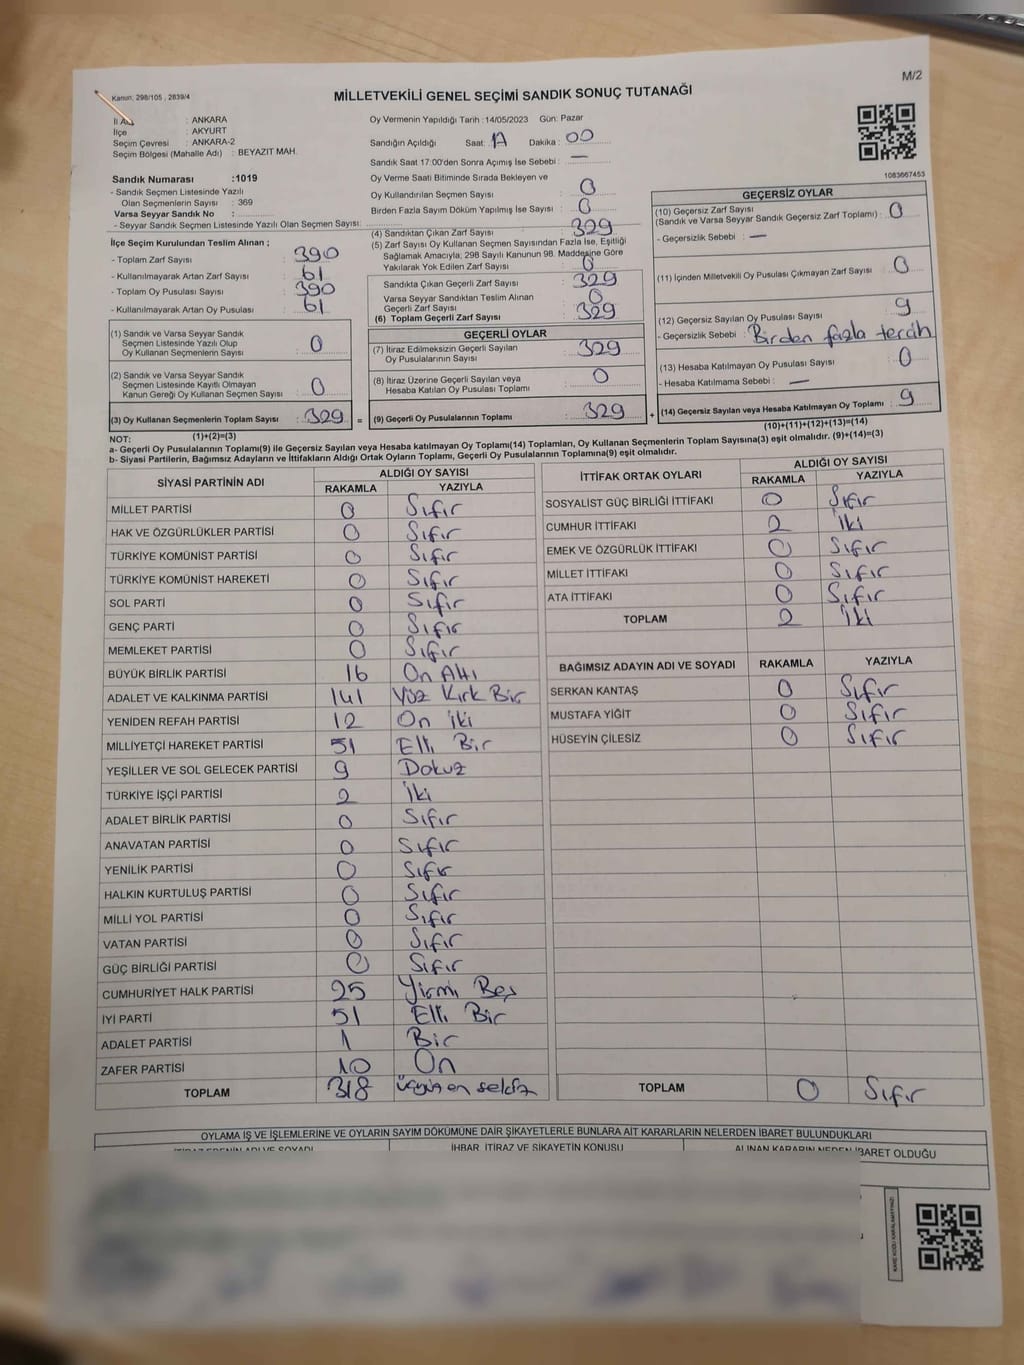 M/2
Kanun: 298/105 , 2839/4
MİLLETVEKİLİ GENEL SEÇİMİ SANDIK SONUÇ TUTANAĞI
: ANKARA
İlçe : AKYURT
Seçim Çevresi : ANKARA-2
Seçim Bölgesi (Mahalle Adı) : BEYAZIT MAH.
Sandık Numarası :1019
- Sandık Seçmen Listesinde Yazılı
Olan Seçmenlerin Sayısı : 369
Varsa Seyyar Sandık No :
- Seyyar Sandık Seçmen Listesinde Yazılı Olan Seçmen Sayısı:
Oy Vermenin Yapıldığı Tarih :14/05/2023 Gün: Pazar
Sandığın Açıldığı Saat: 17 Dakika : 00
Sandık Saat 17:00'den Sonra Açımış İse Sebebi : —
Oy Verme Saati Bitiminde Sırada Bekleyen ve
Oy Kullandırılan Seçmen Sayısı : 0
Birden Fazla Sayım Döküm Yapılmış İse Sayısı : 0
(4) Sandıktan Çıkan Zarf Sayısı : 329
(5) Zarf Sayısı Oy Kullanan Seçmen Sayısından Fazla İse, Eşitliği
Sağlamak Amacıyla; 298 Sayılı Kanunun 98. Maddesine Göre
Yakılarak Yok Edilen Zarf Sayısı : 0
1083667453
İlçe Seçim Kurulundan Teslim Alınan ;
- Toplam Zarf Sayısı : 390
- Kullanılmayarak Artan Zarf Sayısı : 61
- Toplam Oy Pusulası Sayısı : 390
- Kullanılmayarak Artan Oy Pusulası : 61
Sandıkta Çıkan Geçerli Zarf Sayısı : 329
Varsa Seyyar Sandıktan Teslim Alınan
Geçerli Zarf Sayısı : 0
(6) Toplam Geçerli Zarf Sayısı : 329
(1) Sandık ve Varsa Seyyar Sandık
Seçmen Listesinde Yazılı Olup
Oy Kullanan Seçmenlerin Sayısı : 0
(2) Sandık ve Varsa Seyyar Sandık
Seçmen Listesinde Kayıtlı Olmayan
Kanun Gereği Oy Kullanan Seçmen Sayısı : 0
(3) Oy Kullanan Seçmenlerin Toplam Sayısı : 329 =
(1)+(2)=(3)
GEÇERLİ OYLAR
(7) İtiraz Edilmeksizin Geçerli Sayılan
Oy Pusulalarının Sayısı : 329
(8) İtiraz Üzerine Geçerli Sayılan veya
Hesaba Katılan Oy Pusulası Toplamı : 0
(9) Geçerli Oy Pusulalarının Toplamı : 329 +
GEÇERSİZ OYLAR
(10) Geçersiz Zarf Sayısı
(Sandık ve Varsa Seyyar Sandık Geçersiz Zarf Toplamı) : 0
- Geçersizlik Sebebi : —
(11) İçinden Milletvekili Oy Pusulası Çıkmayan Zarf Sayısı : 0
(12) Geçersiz Sayılan Oy Pusulası Sayısı : 9
- Geçersizlik Sebebi : Birden fazla tercih
(13) Hesaba Katılmayan Oy Pusulası Sayısı : 0
- Hesaba Katılmama Sebebi : —
(14) Geçersiz Sayılan veya Hesaba Katılmayan Oy Toplamı : 9
(10)+(11)+(12)+(13)=(14)
NOT:
a- Geçerli Oy Pusulalarının Toplamı(9) ile Geçersiz Sayılan veya Hesaba katılmayan Oy Toplamı(14) Toplamları, Oy Kullanan Seçmenlerin Toplam Sayısına(3) eşit olmalıdır. (9)+(14)=(3)
b- Siyasi Partilerin, Bağımsız Adayların ve İttifakların Aldığı Ortak Oyların Toplamı, Geçerli Oy Pusulalarının Toplamına(9) eşit olmalıdır.
SİYASİ PARTİNİN ADI ALDIĞI OY SAYISI
RAKAMLA YAZIYLA
MİLLET PARTİSİ 0 Sıfır
HAK VE ÖZGÜRLÜKLER PARTİSİ 0 Sıfır
TÜRKİYE KOMÜNİST PARTİSİ 0 Sıfır
TÜRKİYE KOMÜNİST HAREKETİ 0 Sıfır
SOL PARTİ 0 Sıfır
GENÇ PARTİ 0 Sıfır
MEMLEKET PARTİSİ 0 Sıfır
BÜYÜK BİRLİK PARTİSİ 16 On Altı
ADALET VE KALKINMA PARTİSİ 141 Yüz Kırk Bir
YENİDEN REFAH PARTİSİ 12 On iki
MİLLİYETÇİ HAREKET PARTİSİ 51 Elli Bir
YEŞİLLER VE SOL GELECEK PARTİSİ 9 Dokuz
TÜRKİYE İŞÇİ PARTİSİ 2 İki
ADALET BİRLİK PARTİSİ 0 Sıfır
ANAVATAN PARTİSİ 0 Sıfır
YENİLİK PARTİSİ 0 Sıfır
HALKIN KURTULUŞ PARTİSİ 0 Sıfır
MİLLİ YOL PARTİSİ 0 Sıfır
VATAN PARTİSİ 0 Sıfır
GÜÇ BİRLİĞİ PARTİSİ 0 Sıfır
CUMHURİYET HALK PARTİSİ 25 Yirmi Beş
İYİ PARTİ 51 Elli Bir
ADALET PARTİSİ 1 Bir
ZAFER PARTİSİ 10 On
TOPLAM 318 üçyüz on sekiz
İTTİFAK ORTAK OYLARI ALDIĞI OY SAYISI
RAKAMLA YAZIYLA
SOSYALİST GÜÇ BİRLİĞİ İTTİFAKI 0 Sıfır
CUMHUR İTTİFAKI 2 iki
EMEK VE ÖZGÜRLÜK İTTİFAKI 0 Sıfır
MİLLET İTTİFAKI 0 Sıfır
ATA İTTİFAKI 0 Sıfır
TOPLAM 2 İki
BAĞIMSIZ ADAYIN ADI VE SOYADI RAKAMLA YAZIYLA
SERKAN KANTAŞ 0 Sıfır
MUSTAFA YİĞİT 0 Sıfır
HÜSEYİN ÇİLESİZ 0 Sıfır
TOPLAM 0 Sıfır
OYLAMA İŞ VE İŞLEMLERİNE VE OYLARIN SAYIM DÖKÜMÜNE DAİR ŞİKAYETLERLE BUNLARA AİT KARARLARIN NELERDEN İBARET BULUNDUKLARI
İHBAR, İTİRAZ VE ŞİKAYETİN KONUSU ALINAN KARARIN NEDEN İBARET OLDUĞU